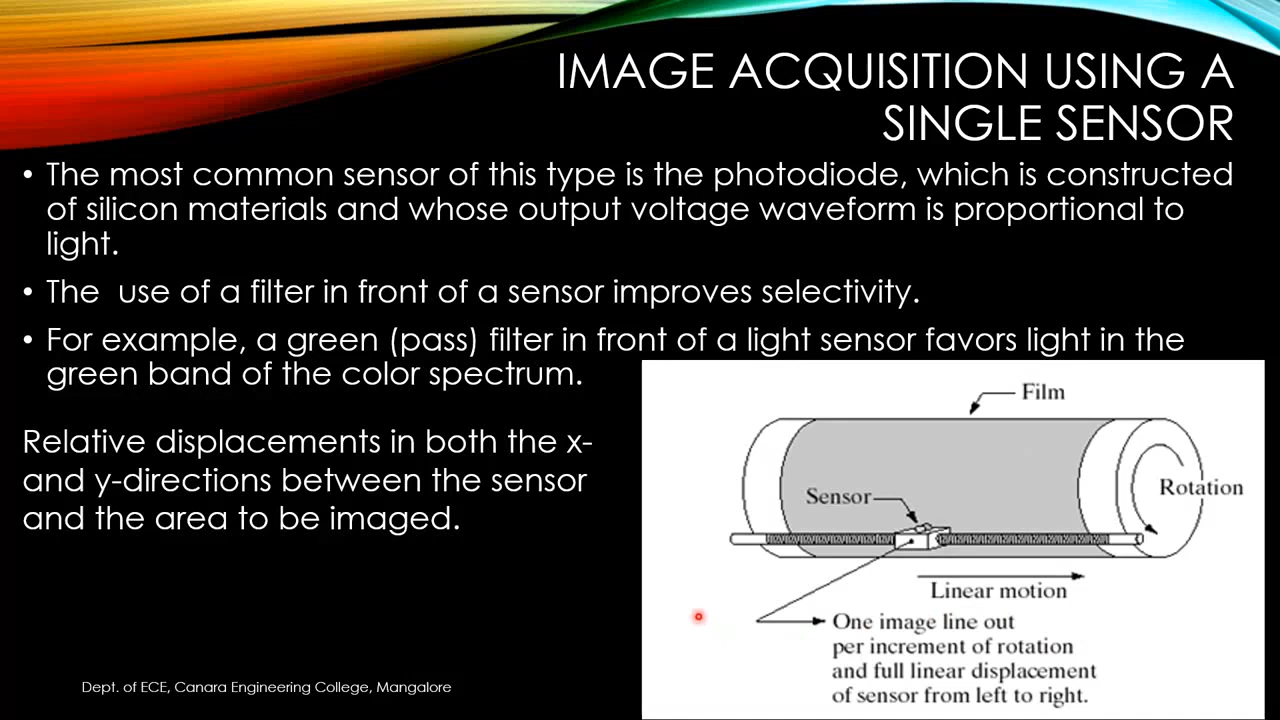 IMAGE ACQUISITION USING A
SINGLE SENSOR
• The most common sensor of this type is the photodiode, which is constructed
of silicon materials and whose output voltage waveform is proportional to
light.
• The use of a filter in front of a sensor improves selectivity.
• For example, a green (pass) filter in front of a light sensor favors light in the
green band of the color spectrum.
Relative displacements in both the x-
and y-directions between the sensor
and the area to be imaged.
Film
Sensor
Rotation
Linear motion
One image line out
per increment of rotation
and full linear displacement
of sensor from left to right.
Dept. of ECE, Canara Engineering College, Mangalore